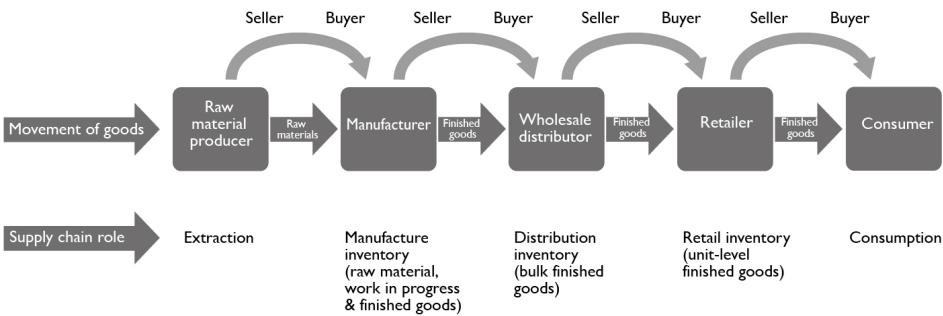 Seller Buyer Seller Buyer Seller Buyer Seller Buyer
Movement of goods
Raw
material
producer
Raw
materials
Manufacturer
Finished
goods
Wholesale
distributor
Finished
goods
Retailer
Finished
goods
Consumer
Supply chain role
Extraction
Manufacture
inventory
(raw material,
work in progress
& finished goods)
Distribution
inventory
(bulk finished
goods)
Retail inventory
(unit-level
finished goods)
Consumption